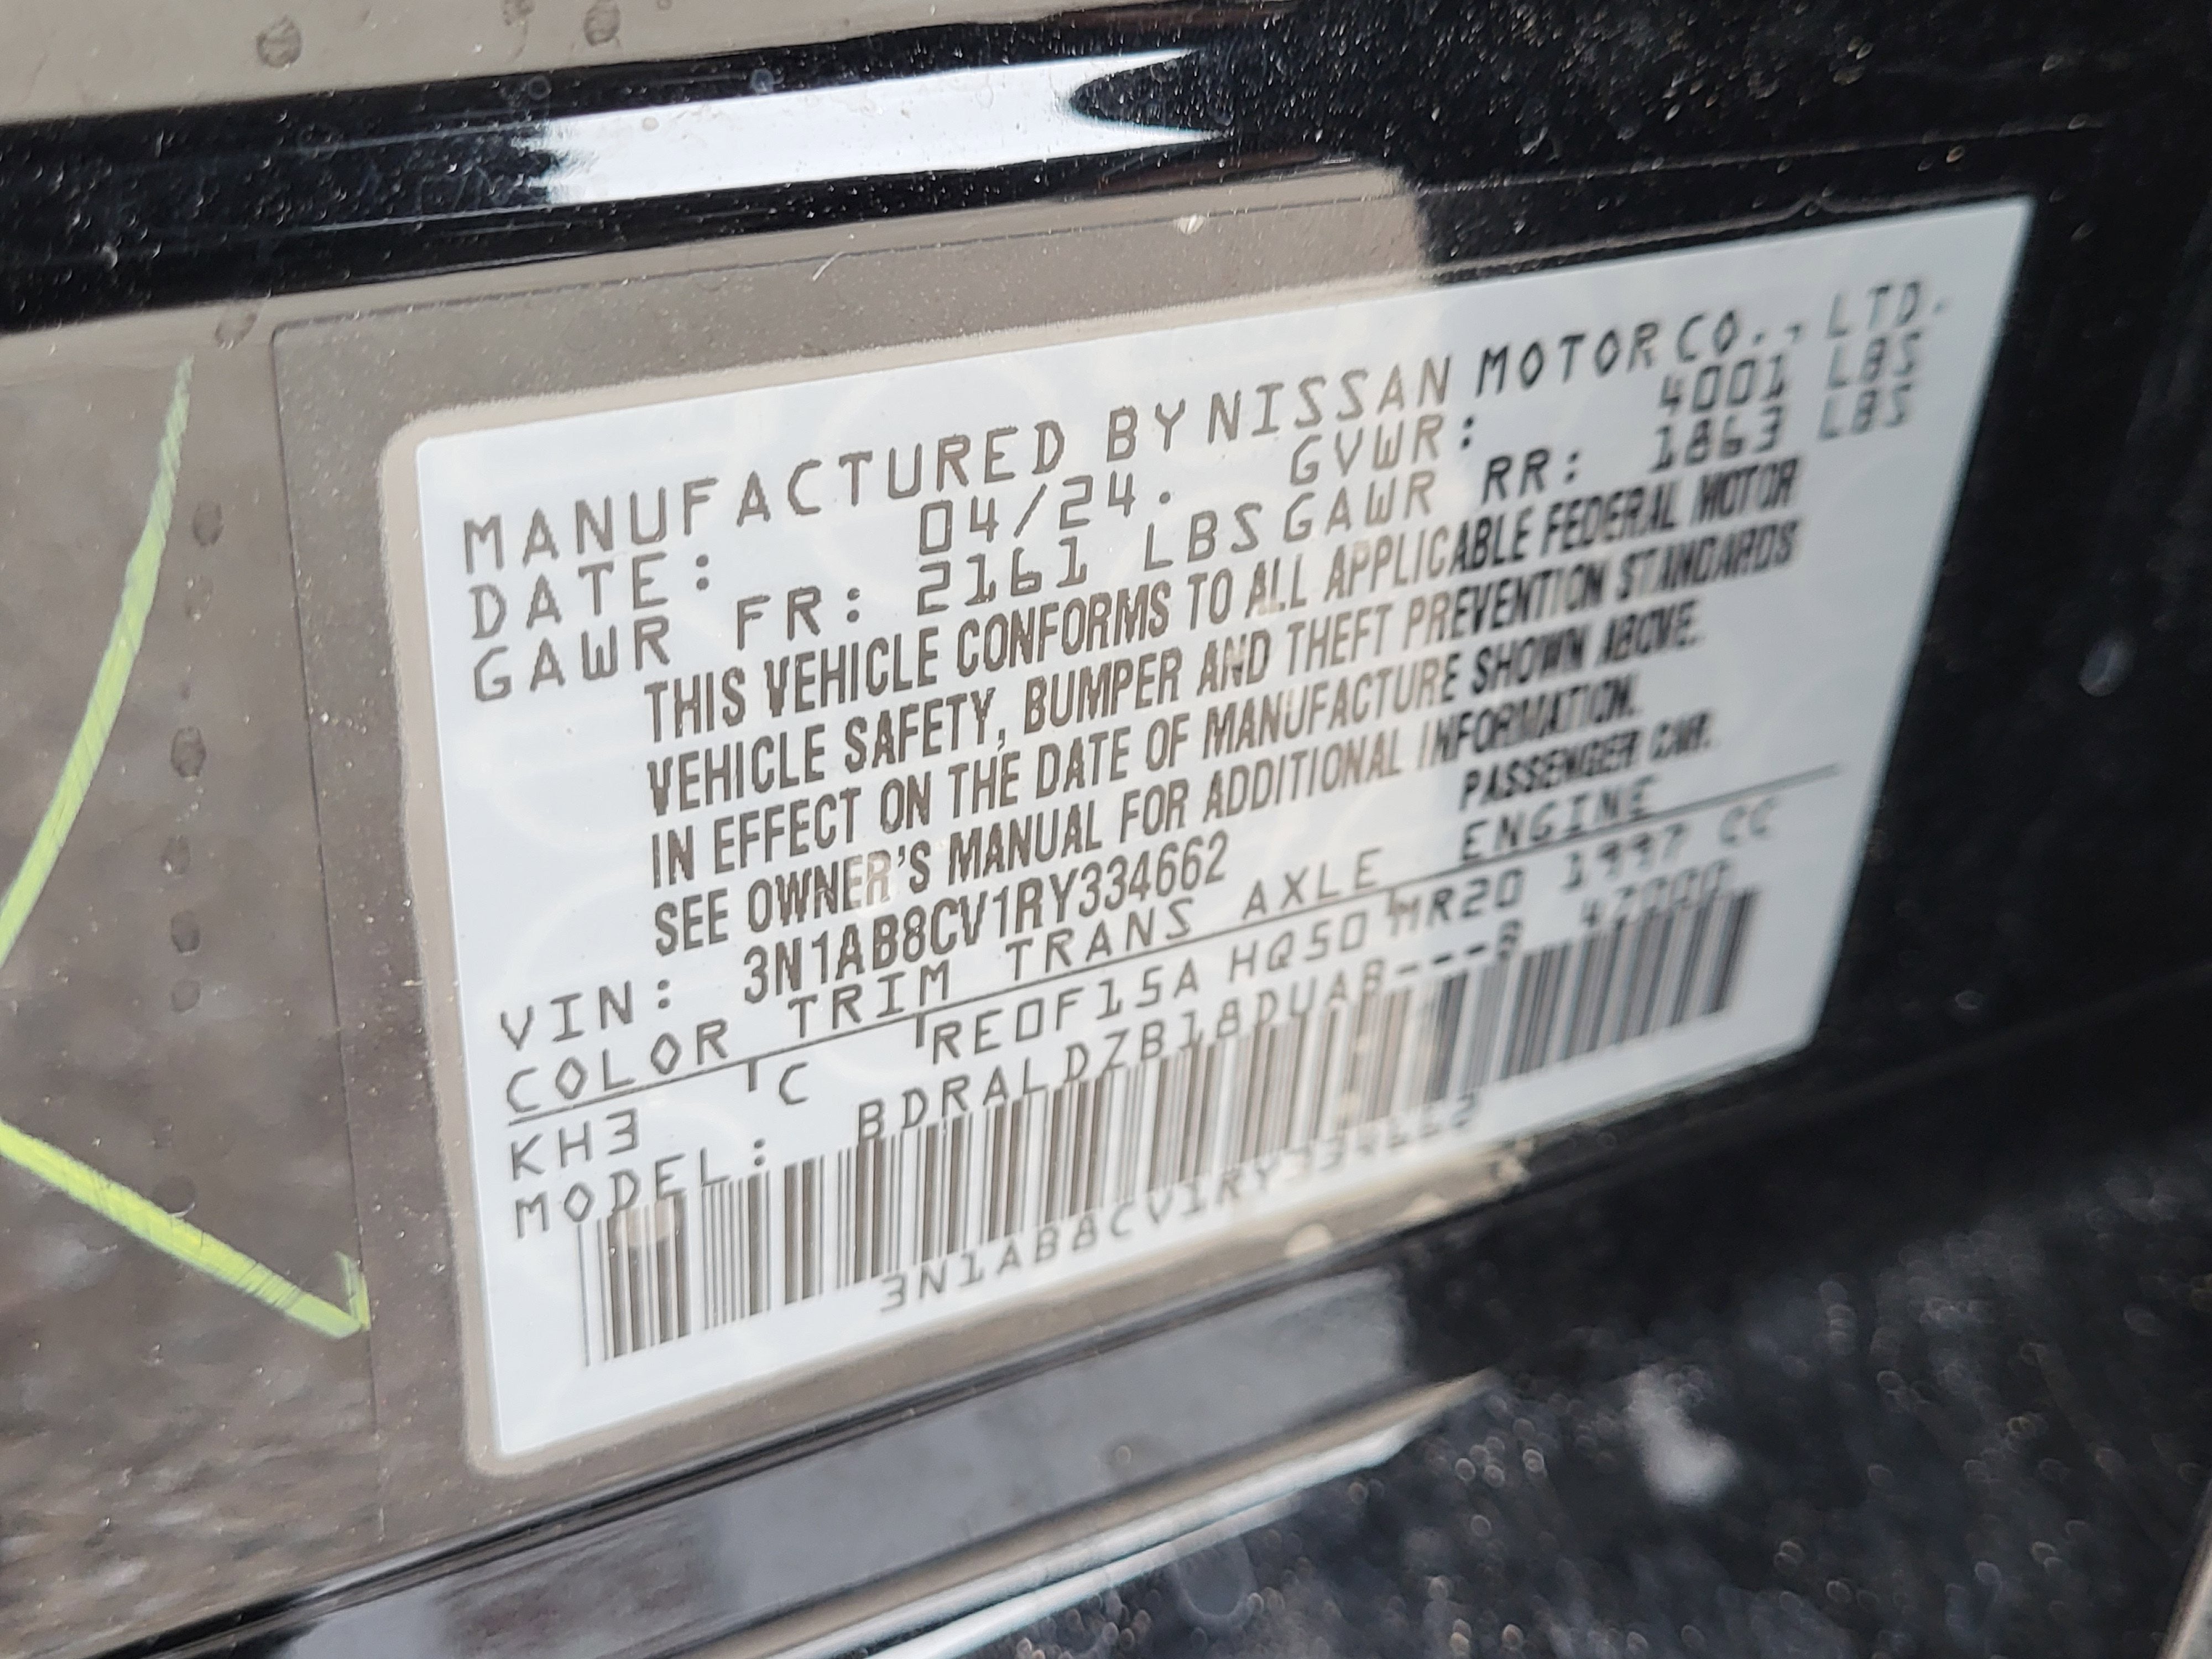 MANUFACTURED BY NISSAN MOTOR CO., LTD.
DATE: 04/24. GVWR: 4001 LBS
GAWR FR: 2161 LBS GAWR RR: 1863 LBS
THIS VEHICLE CONFORMS TO ALL APPLICABLE FEDERAL MOTOR
VEHICLE SAFETY, BUMPER AND THEFT PREVENTION STANDARDS
IN EFFECT ON THE DATE OF MANUFACTURE SHOWN ABOVE.
SEE OWNER'S MANUAL FOR ADDITIONAL INFORMATION.
VIN: 3N1AB8CV1RY334662 PASSENGER CAR.
COLOR TRIM TRANS AXLE ENGINE
KH3 C RE0F15A HQ50 MR20 1997 CC
MODEL: BDRALDZB18DUAB----B 42000
3N1AB8CV1RY334662